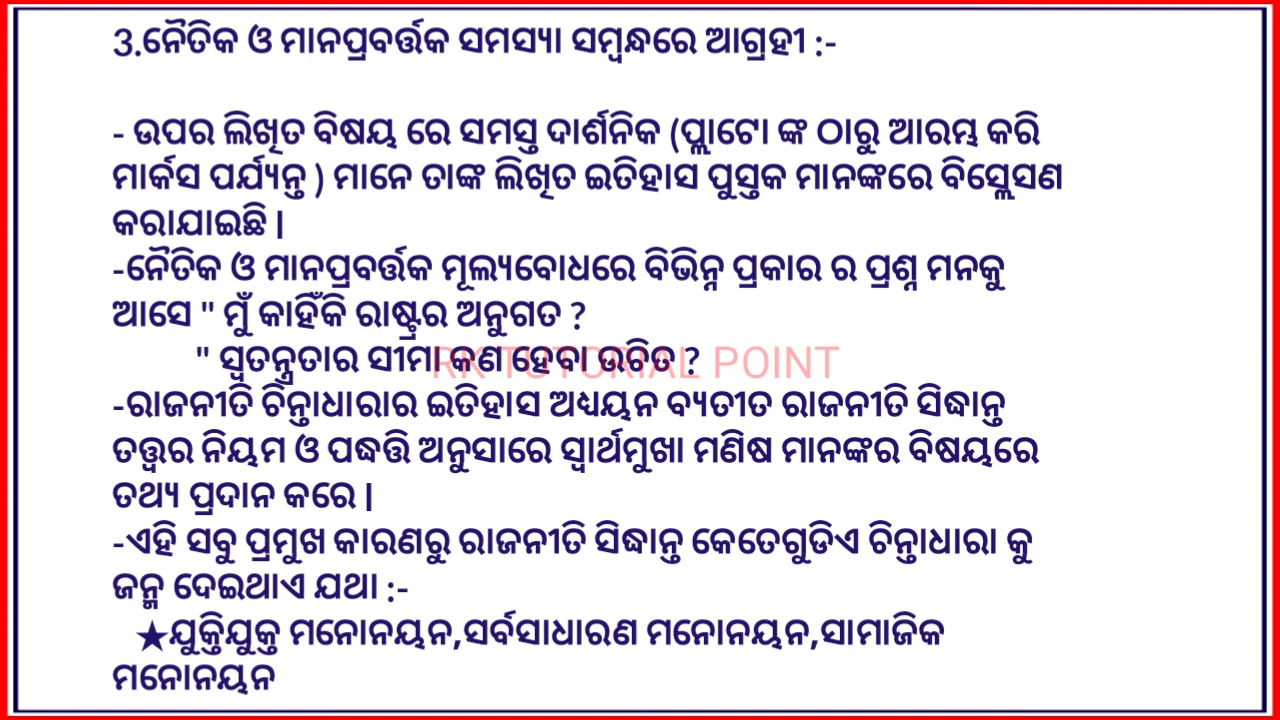 3.ନୈତିକ ଓ ମାନପ୍ରବର୍ତ୍ତକ ସମସ୍ୟା ସମ୍ବନ୍ଧରେ ଆଗ୍ରହୀ :-
- ଉପର ଲିଖିତ ବିଷୟ ରେ ସମସ୍ତ ଦାର୍ଶନିକ (ପ୍ଲାଟୋ ଙ୍କ ଠାରୁ ଆରମ୍ଭ କରି
ମାର୍କସ ପର୍ଯ୍ୟନ୍ତ ) ମାନେ ତାଙ୍କ ଲିଖିତ ଇତିହାସ ପୁସ୍ତକ ମାନଙ୍କରେ ବିସ୍ଲେସଣ
କରାଯାଇଛି |
-ନୈତିକ ଓ ମାନପ୍ରବର୍ତ୍ତକ ମୂଲ୍ୟବୋଧରେ ବିଭିନ୍ନ ପ୍ରକାର ର ପ୍ରଶ୍ନ ମନକୁ
ଆସେ " ମୁଁ କାହିଁକି ରାଷ୍ଟ୍ରର ଅନୁଗତ ?
" ସ୍ୱତନ୍ତ୍ରତାର ସୀମା କଣ ହେବା ଉଚିତ ?
RK TUTORIAL POINT
-ରାଜନୀତି ଚିନ୍ତାଧାରାର ଇତିହାସ ଅଧ୍ୟୟନ ବ୍ୟତୀତ ରାଜନୀତି ସିଦ୍ଧାନ୍ତ
ତତ୍ତ୍ୱର ନିୟମ ଓ ପଦ୍ଧତ୍ତି ଅନୁସାରେ ସ୍ୱାର୍ଥମୁଖା ମଣିଷ ମାନଙ୍କର ବିଷୟରେ
ତଥ୍ୟ ପ୍ରଦାନ କରେ |
-ଏହି ସବୁ ପ୍ରମୁଖ କାରଣରୁ ରାଜନୀତି ସିଦ୍ଧାନ୍ତ କେତେଗୁଡିଏ ଚିନ୍ତାଧାରା କୁ
ଜନ୍ମ ଦେଇଥାଏ ଯଥା :-
★ଯୁକ୍ତିଯୁକ୍ତ ମନୋନୟନ,ସର୍ବସାଧାରଣ ମନୋନୟନ,ସାମାଜିକ
ମନୋନୟନ